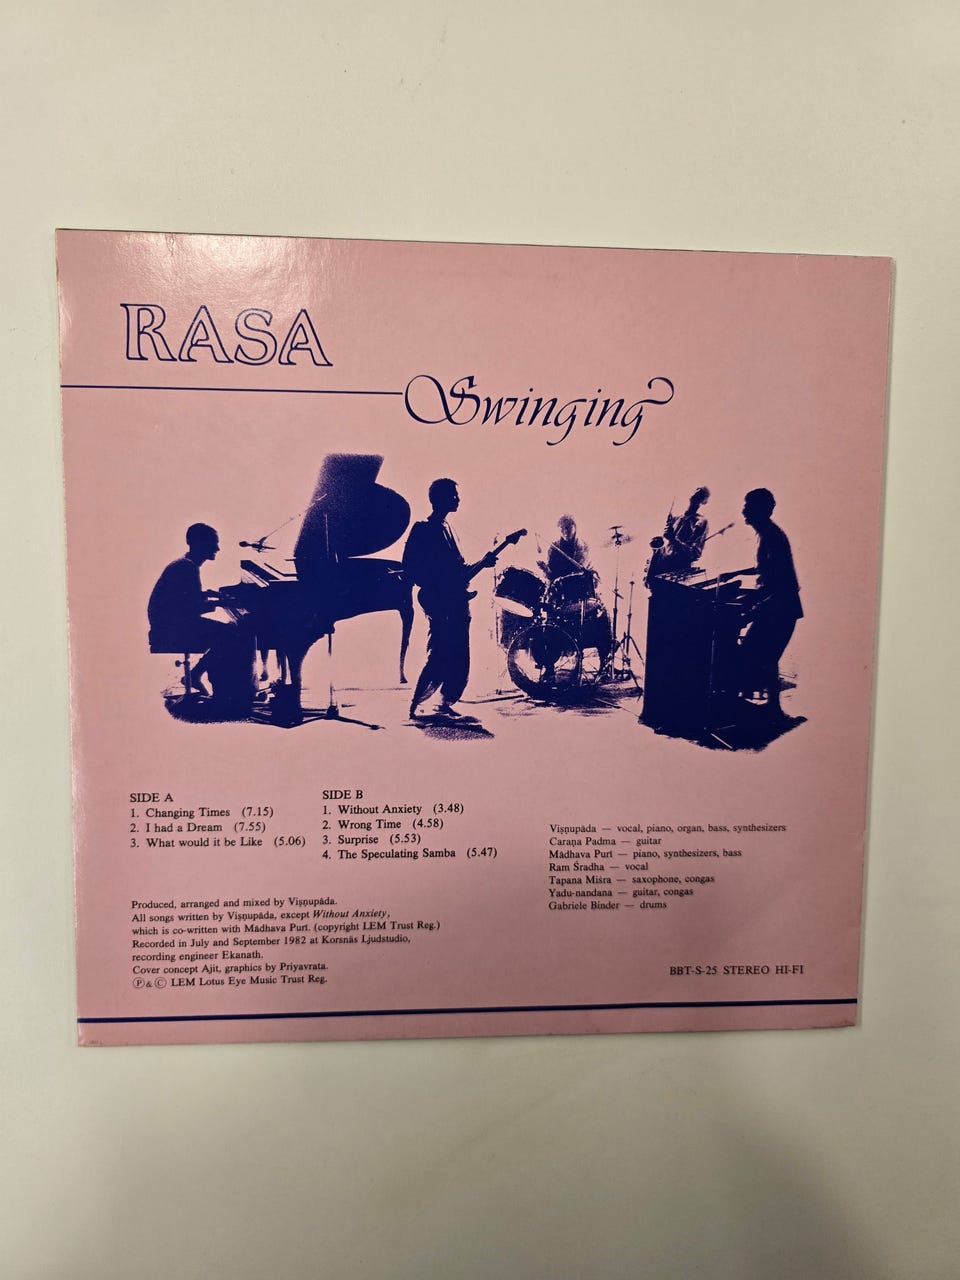 RASA
Swinging
SIDE A
1. Changing Times (7.15)
2. I had a Dream (7.55)
3. What would it be Like (5.06)
SIDE B
1. Without Anxiety (3.48)
2. Wrong Time (4.58)
3. Surprise (5.53)
4. The Speculating Samba (5.47)
Viṣṇupāda — vocal, piano, organ, bass, synthesizers
Caraṇa Padma — guitar
Mādhava Purī — piano, synthesizers, bass
Ram Śradha — vocal
Tapana Miśra — saxophone, congas
Yadu-nandana — guitar, congas
Gabriele Binder — drums
Produced, arranged and mixed by Viṣṇupāda.
All songs written by Viṣṇupāda, except Without Anxiety,
which is co-written with Mādhava Purī. (copyright LEM Trust Reg.)
Recorded in July and September 1982 at Korsnäs Ljudstudio,
recording engineer Ekanath.
Cover concept Ajit, graphics by Priyavrata.
Ⓟ & Ⓒ LEM Lotus Eye Music Trust Reg.
BBT-S-25 STEREO HI-FI